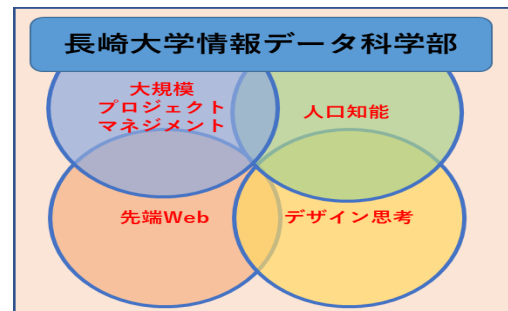 長崎大学情報データ科学部
大規模
プロジェクト
マネジメント
人口知能
先端Web
デザイン思考